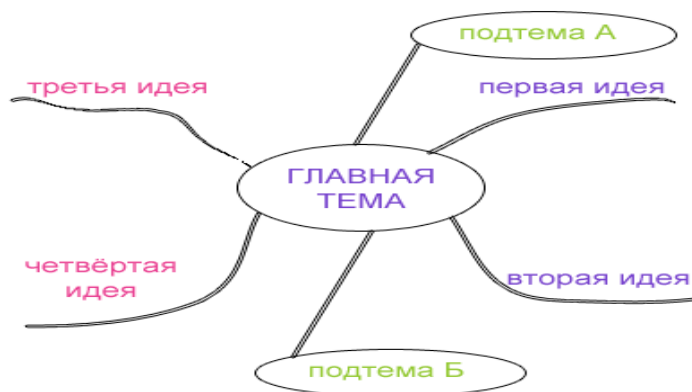 подтема А
третья идея
первая идея
ГЛАВНАЯ
ТЕМА
четвёртая
идея
вторая идея
подтема Б